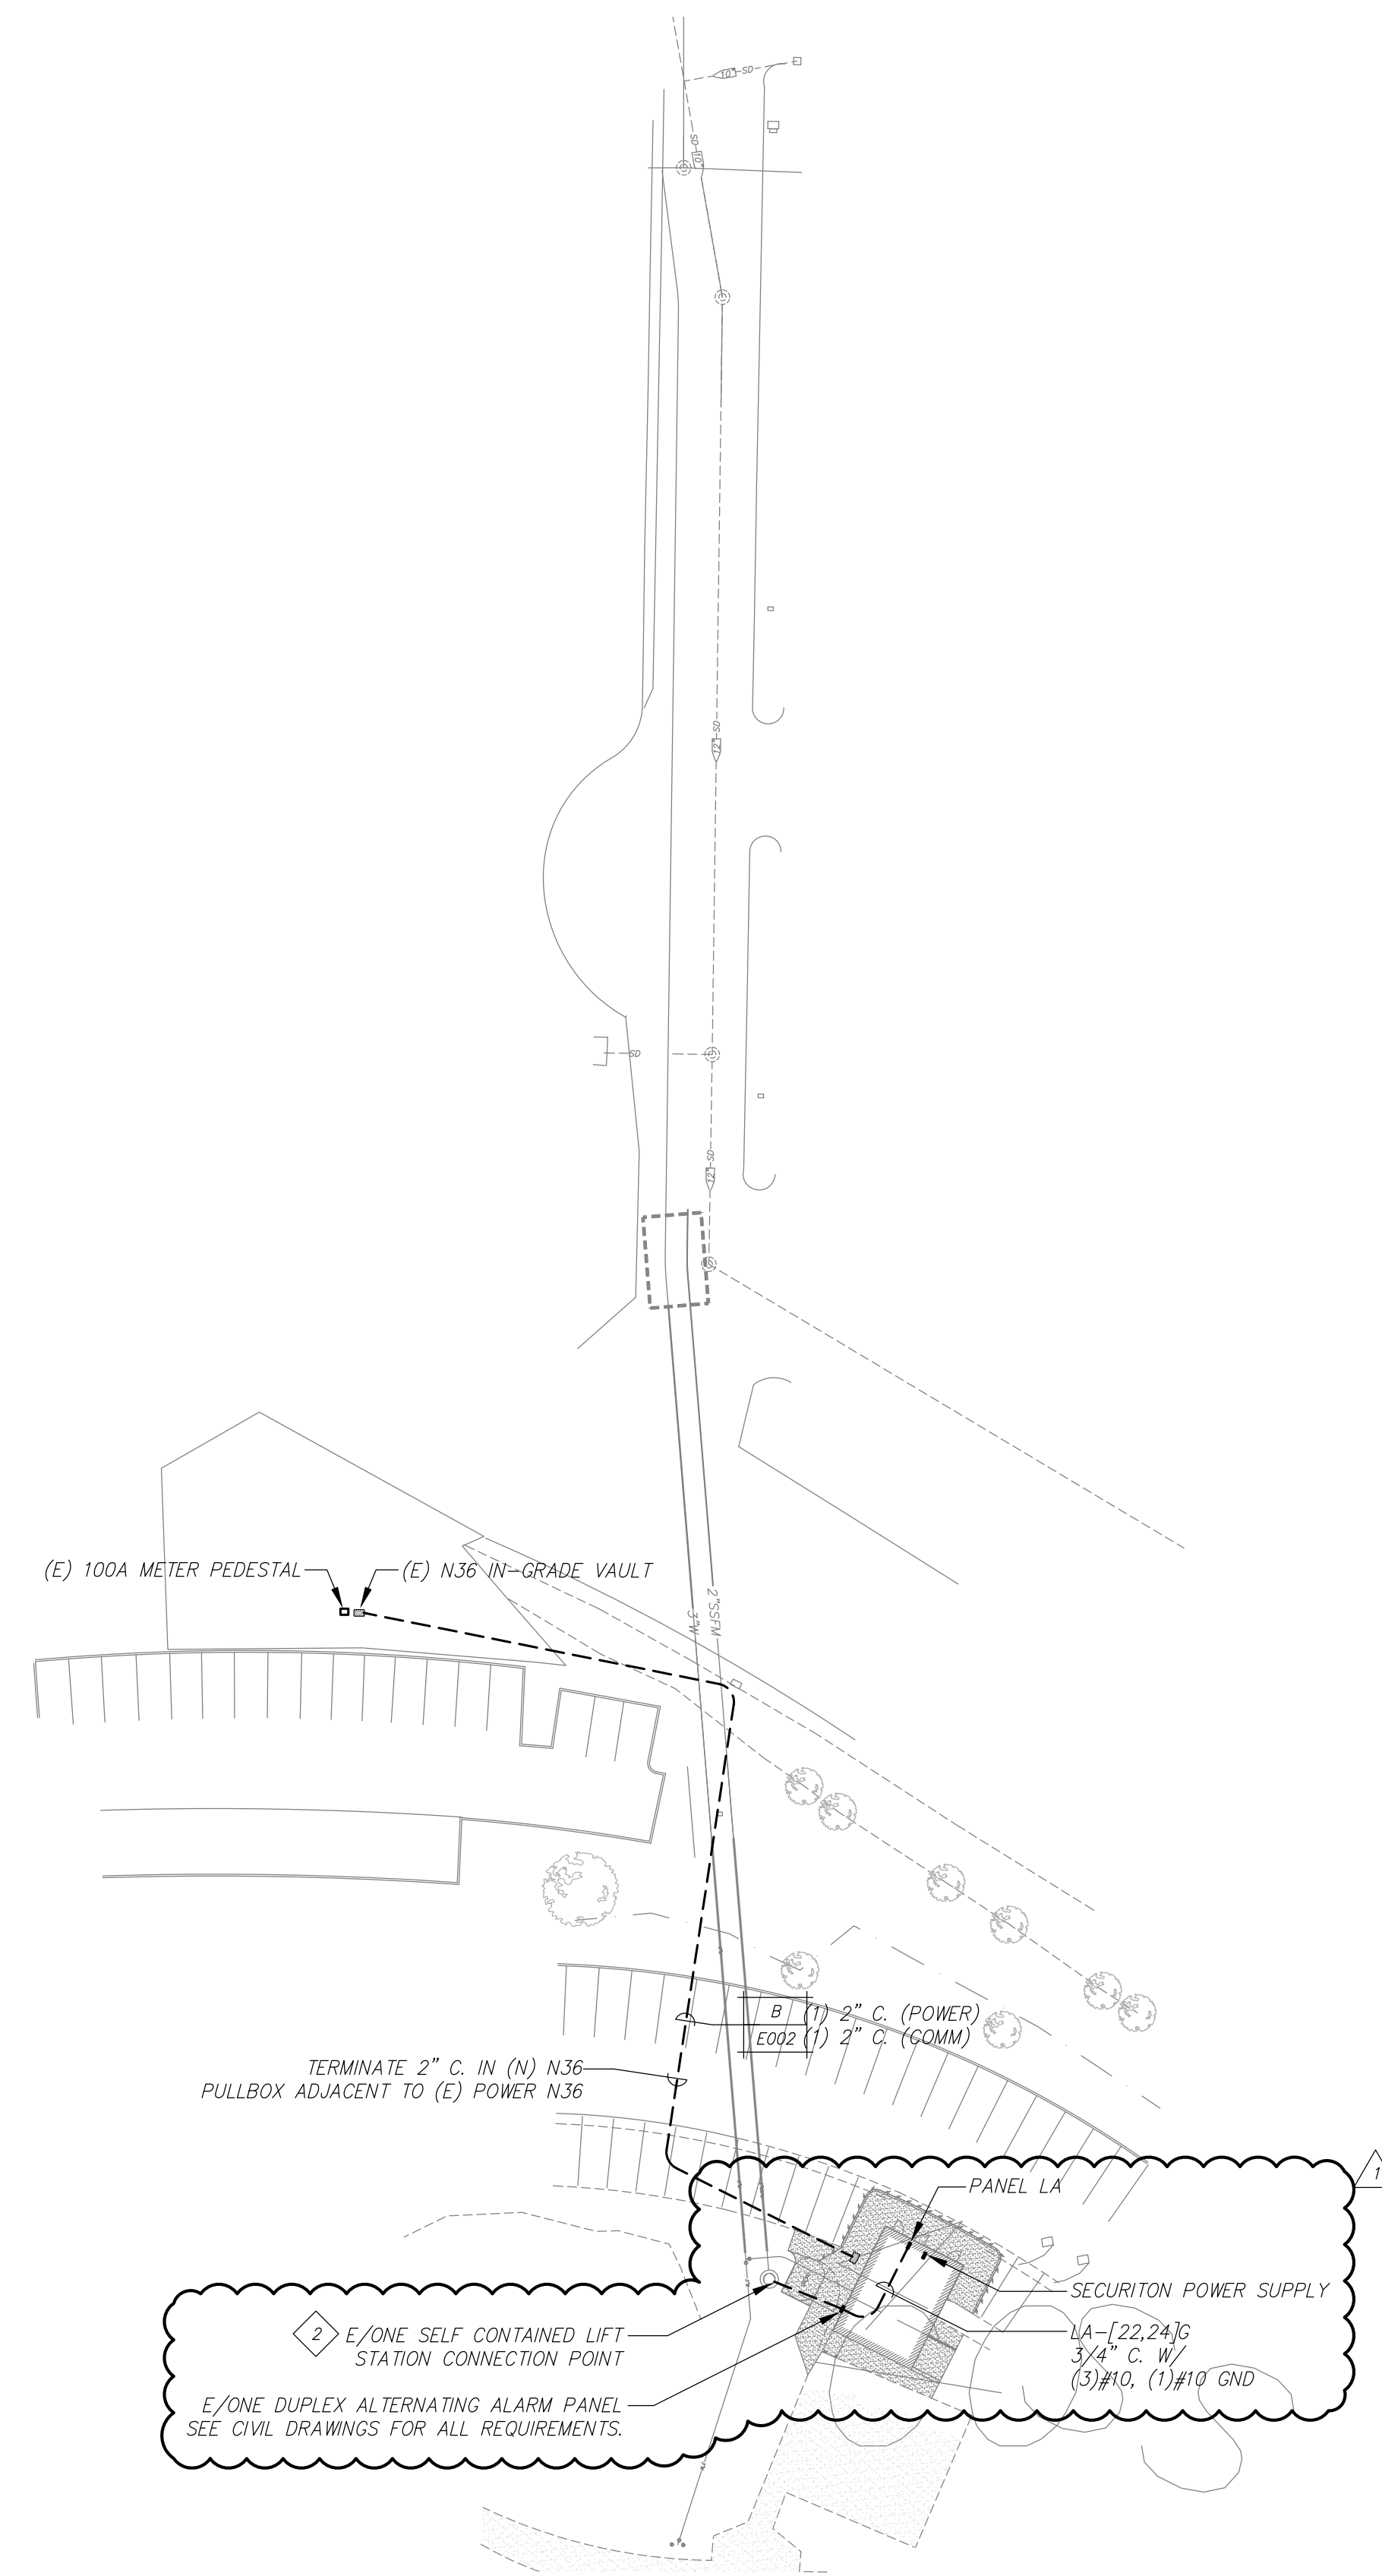 10" SD
SD 10"
12" SD
SD
12" SD
(E) 100A METER PEDESTAL
(E) N36 IN-GRADE VAULT
2"SSFM
3"W
B
(1) 2" C. (POWER)
E002
(1) 2" C. (COMM)
TERMINATE 2" C. IN (N) N36
PULLBOX ADJACENT TO (E) POWER N36
1
PANEL LA
SECURITON POWER SUPPLY
2
E/ONE SELF CONTAINED LIFT
STATION CONNECTION POINT
LA-[22,24]G
3/4" C. W/
(3)#10, (1)#10 GND
E/ONE DUPLEX ALTERNATING ALARM PANEL
SEE CIVIL DRAWINGS FOR ALL REQUIREMENTS.